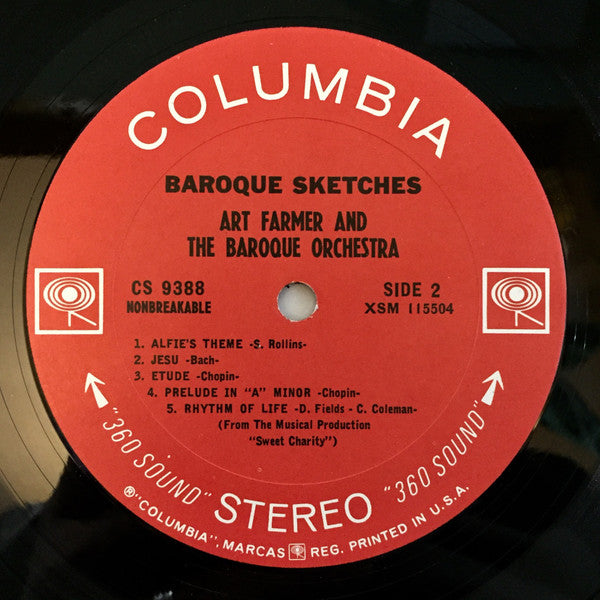 COLUMBIA
BAROQUE SKETCHES
ART FARMER AND
THE BAROQUE ORCHESTRA
CS 9388
NONBREAKABLE
SIDE 2
XSM 115504
1. ALFIE'S THEME -S. Rollins-
2. JESU -Bach-
3. ETUDE -Chopin-
4. PRELUDE IN "A" MINOR -Chopin-
5. RHYTHM OF LIFE -D. Fields - C. Coleman-
(From The Musical Production
"Sweet Charity")
"360 SOUND" STEREO "360 SOUND"
® "COLUMBIA", MARCAS REG. PRINTED IN U.S.A.